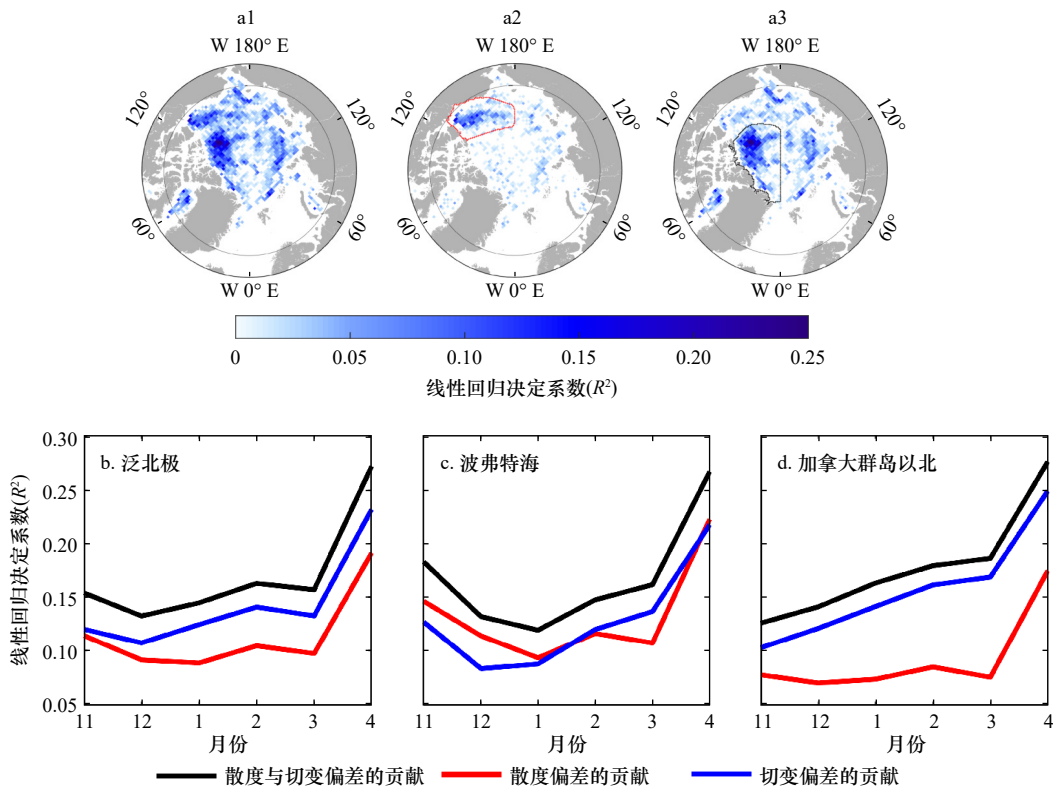 a1
a2
a3
W 180° E
W 180° E
W 180° E
120°
120°
60°
60°
W 0° E
120°
120°
60°
60°
W 0° E
120°
120°
60°
60°
W 0° E
0
0.05
0.10
0.15
0.20
0.25
线性回归决定系数(R²)
线性回归决定系数(R²)
0.30
0.25
0.20
0.15
0.10
0.05
b. 泛北极
11
12
1
2
3
4
月份
c. 波弗特海
11
12
1
2
3
4
月份
d. 加拿大群岛以北
11
12
1
2
3
4
月份
散度与切变偏差的贡献
散度偏差的贡献
切变偏差的贡献